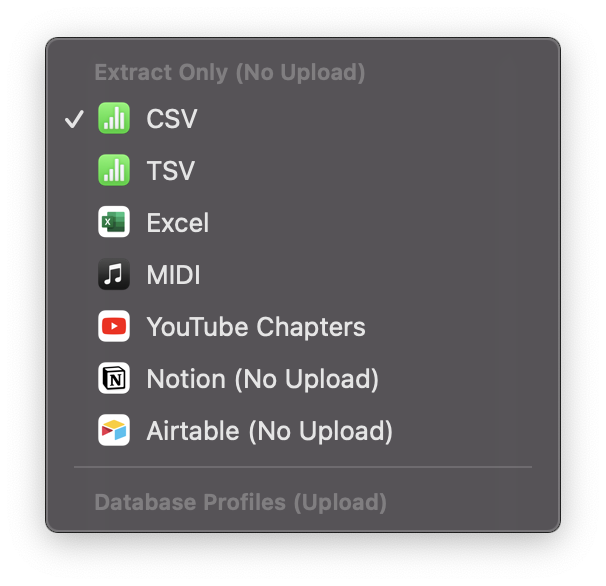 Extract Only (No Upload)
CSV
TSV
Excel
MIDI
YouTube Chapters
Notion (No Upload)
Airtable (No Upload)
Database Profiles (Upload)